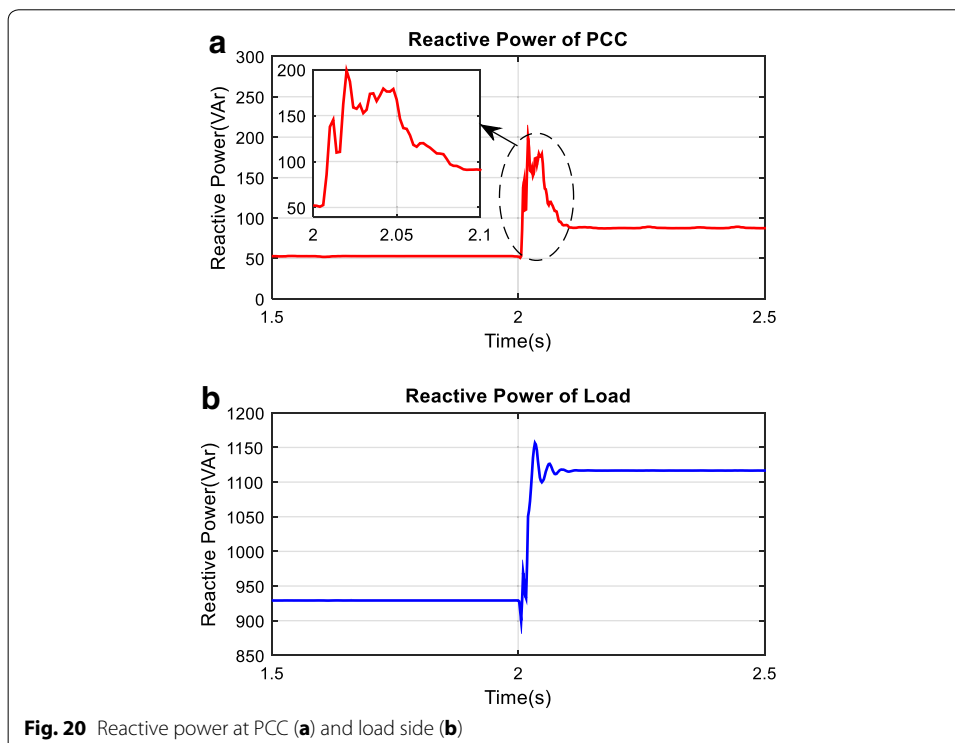 a
Reactive Power of PCC
Reactive Power(VAr)
300
250
200
150
100
50
0
200
150
100
50
2 2.05 2.1
1.5 2 2.5
Time(s)
b
Reactive Power of Load
Reactive Power(VAr)
1200
1150
1100
1050
1000
950
900
850
1.5 2 2.5
Time(s)
Fig. 20 Reactive power at PCC (a) and load side (b)